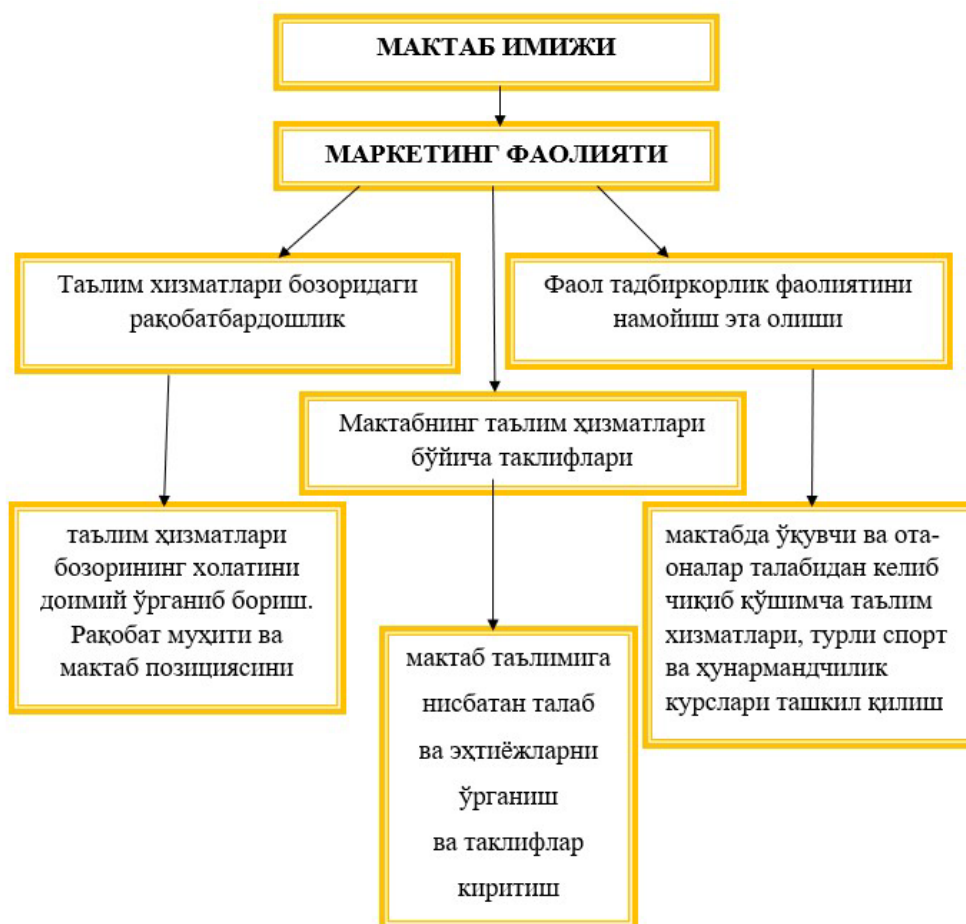 МАКТАБ ИМИЖИ
МАРКЕТИНГ ФАОЛИЯТИ
Таълим хизматлари бозоридаги
рақобатбардошлик
Фаол тадбиркорлик фаолиятини
намойиш эта олиши
Мактабнинг таълим ҳизматлари
бўйича таклифлари
таълим ҳизматлари
бозорининг холатини
доимий ўрганиб бориш.
Рақобат муҳити ва
мактаб позициясини
мактабда ўқувчи ва ота-
оналар талабидан келиб
чиқиб қўшимча таълим
хизматлари, турли спорт
ва ҳунармандчилик
курслари ташкил қилиш
мактаб таълимига
нисбатан талаб
ва эҳтиёжларни
ўрганиш
ва таклифлар
киритиш